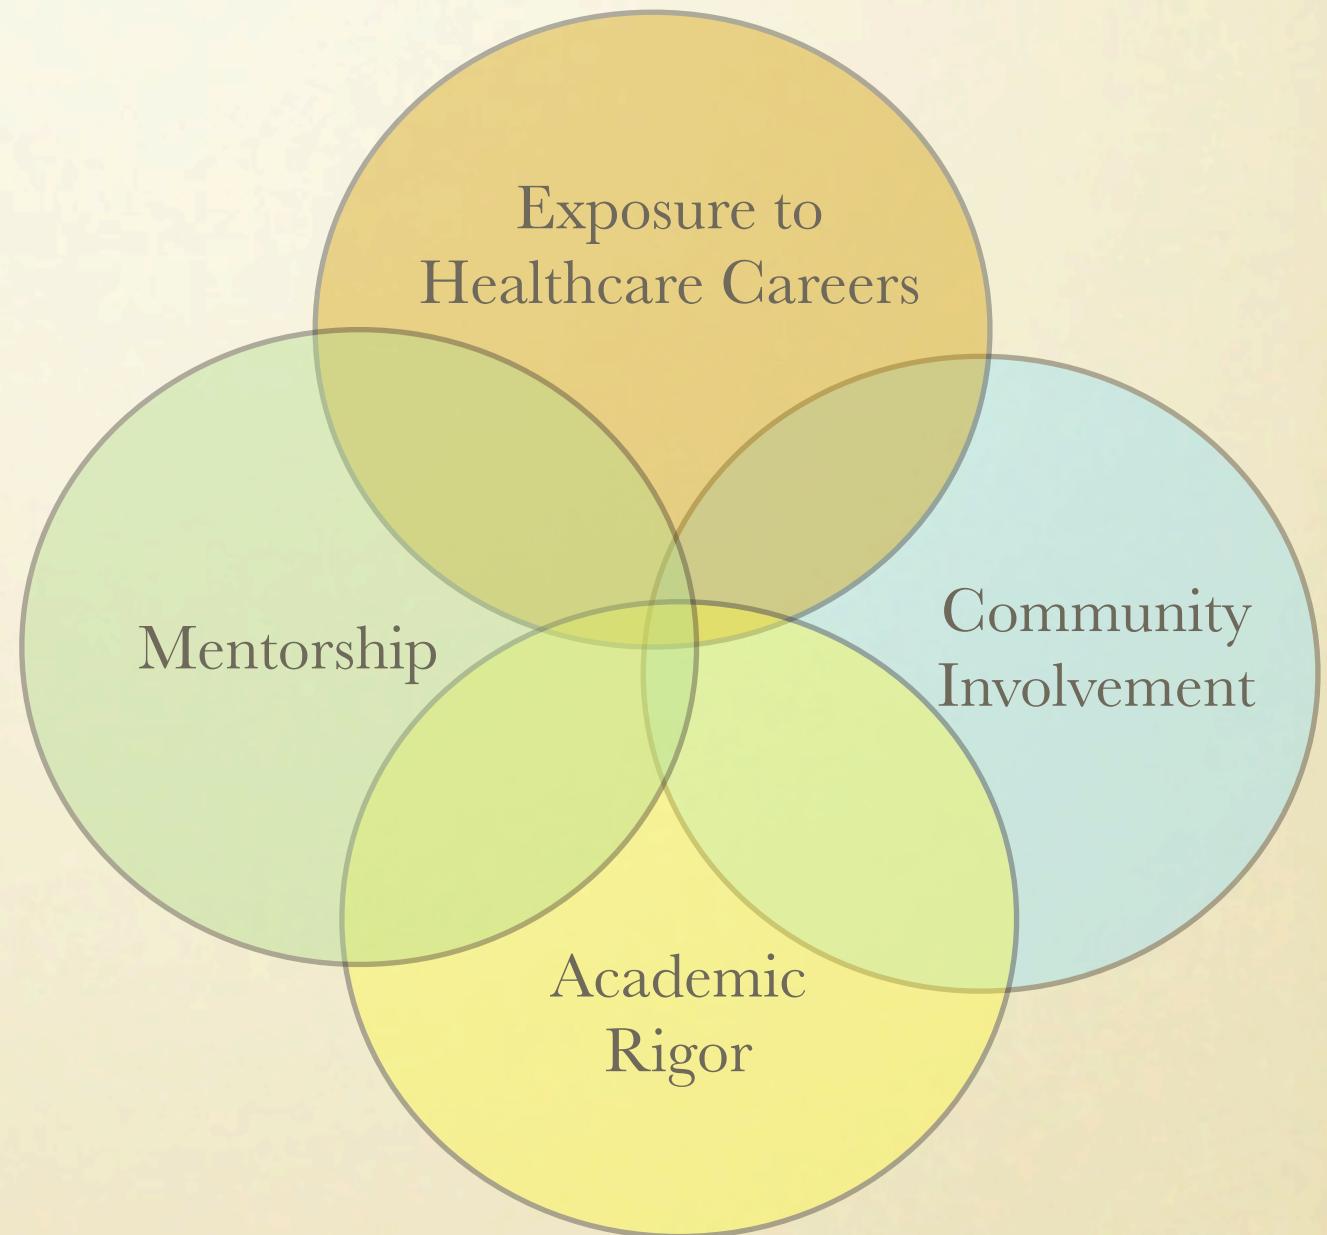 Exposure to
Healthcare Careers
Mentorship
Community
Involvement
Academic
Rigor